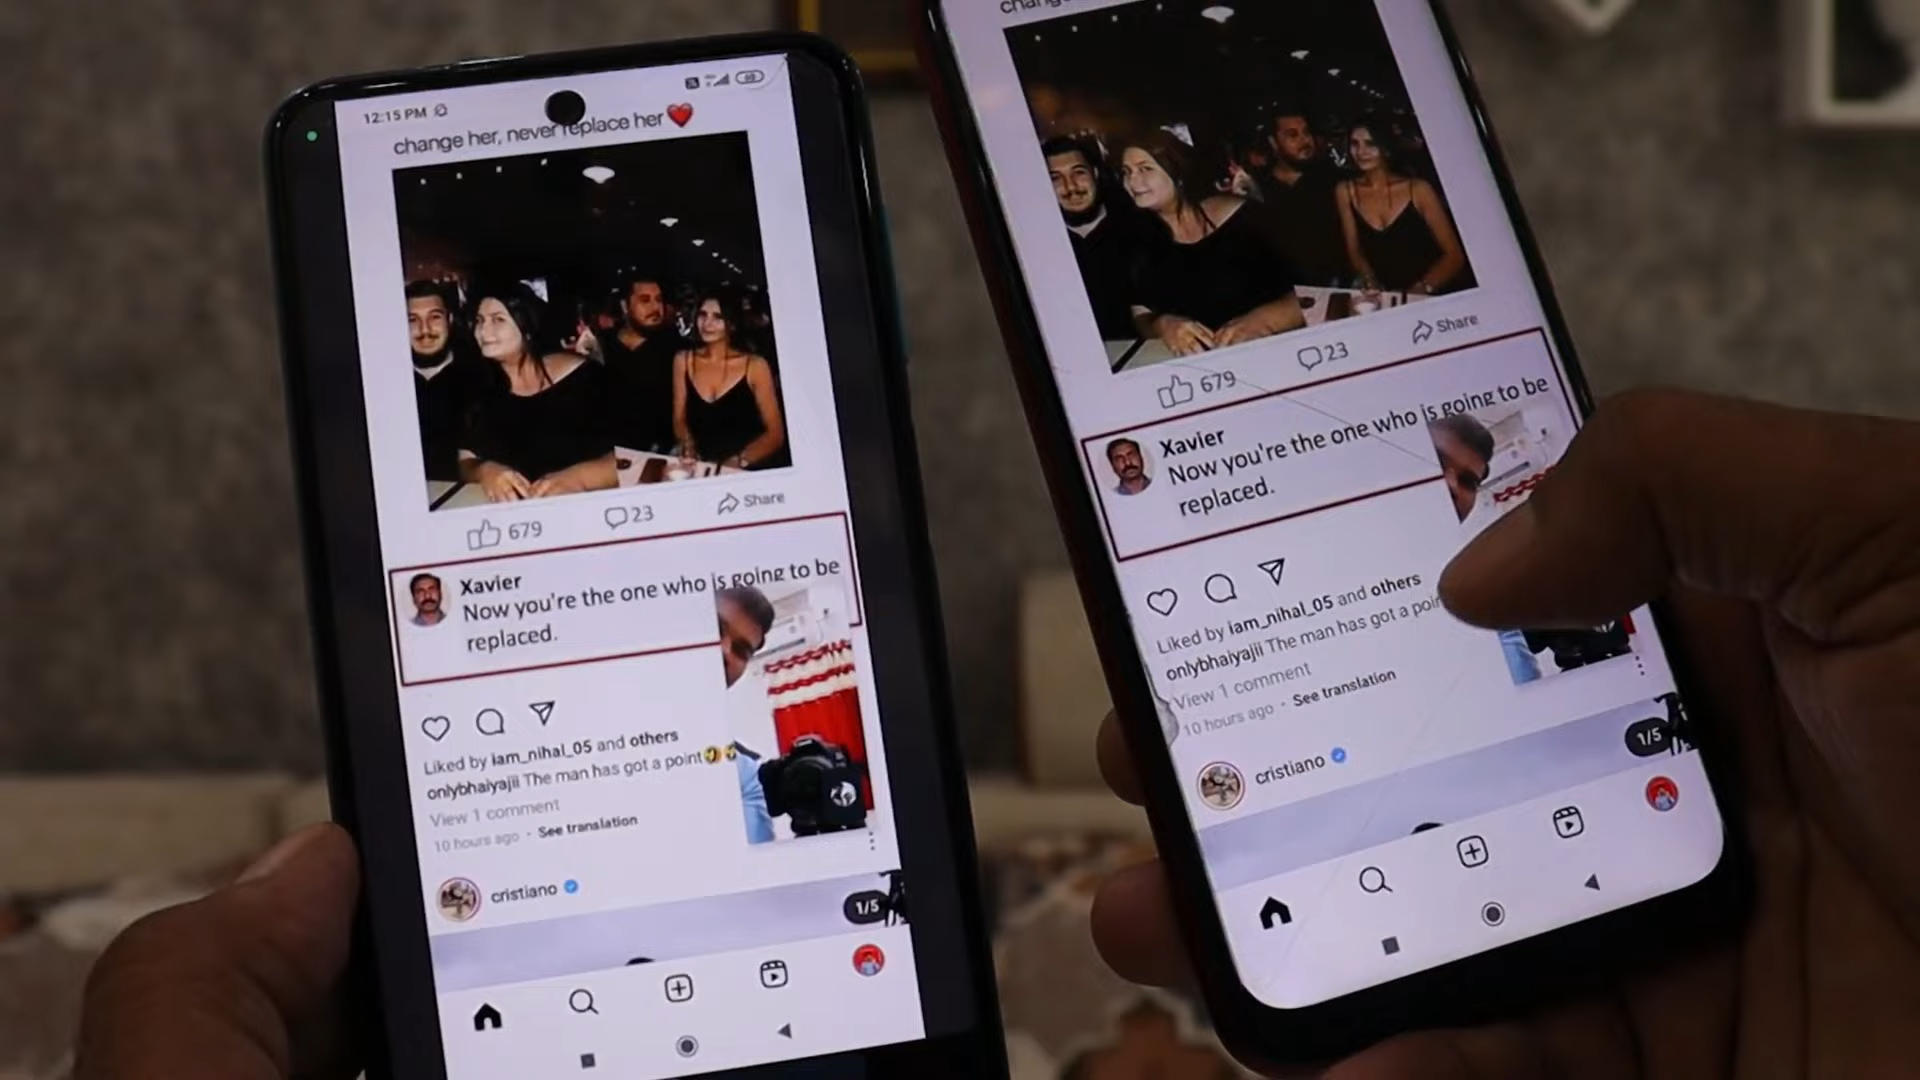 12:15 PM
change her, never replace her
679
23
Share
Xavier
Now you're the one who is going to be
replaced.
Liked by iam_nihal_05 and others
onlybhaiyajii The man has got a point
View 1 comment
10 hours ago · See translation
cristiano
1/5
679
23
Share
Xavier
Now you're the one who is going to be
replaced.
Liked by iam_nihal_05 and others
onlybhaiyajii The man has got a poin
View 1 comment
10 hours ago · See translation
cristiano
1/5